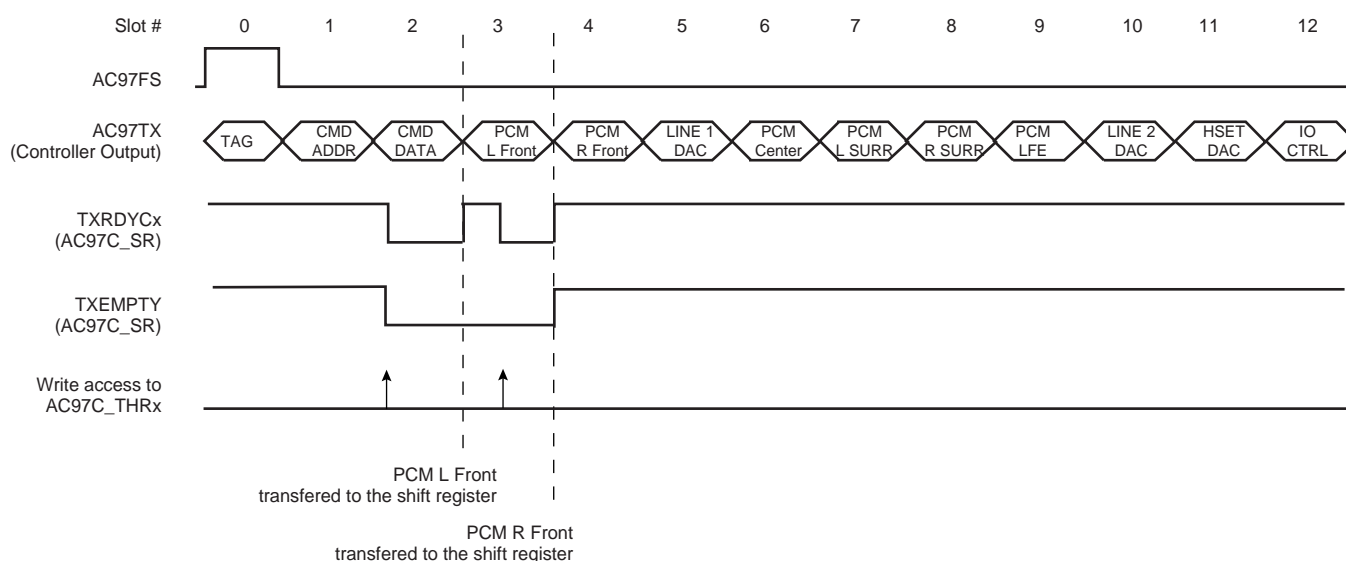 Slot # 0 1 2 3 4 5 6 7 8 9 10 11 12
AC97FS
AC97TX
(Controller Output)
TAG
CMD
ADDR
CMD
DATA
PCM
L Front
PCM
R Front
LINE 1
DAC
PCM
Center
PCM
L SURR
PCM
R SURR
PCM
LFE
LINE 2
DAC
HSET
DAC
IO
CTRL
TXRDYCx
(AC97C_SR)
TXEMPTY
(AC97C_SR)
Write access to
AC97C_THRx
PCM L Front
transfered to the shift register
PCM R Front
transfered to the shift register